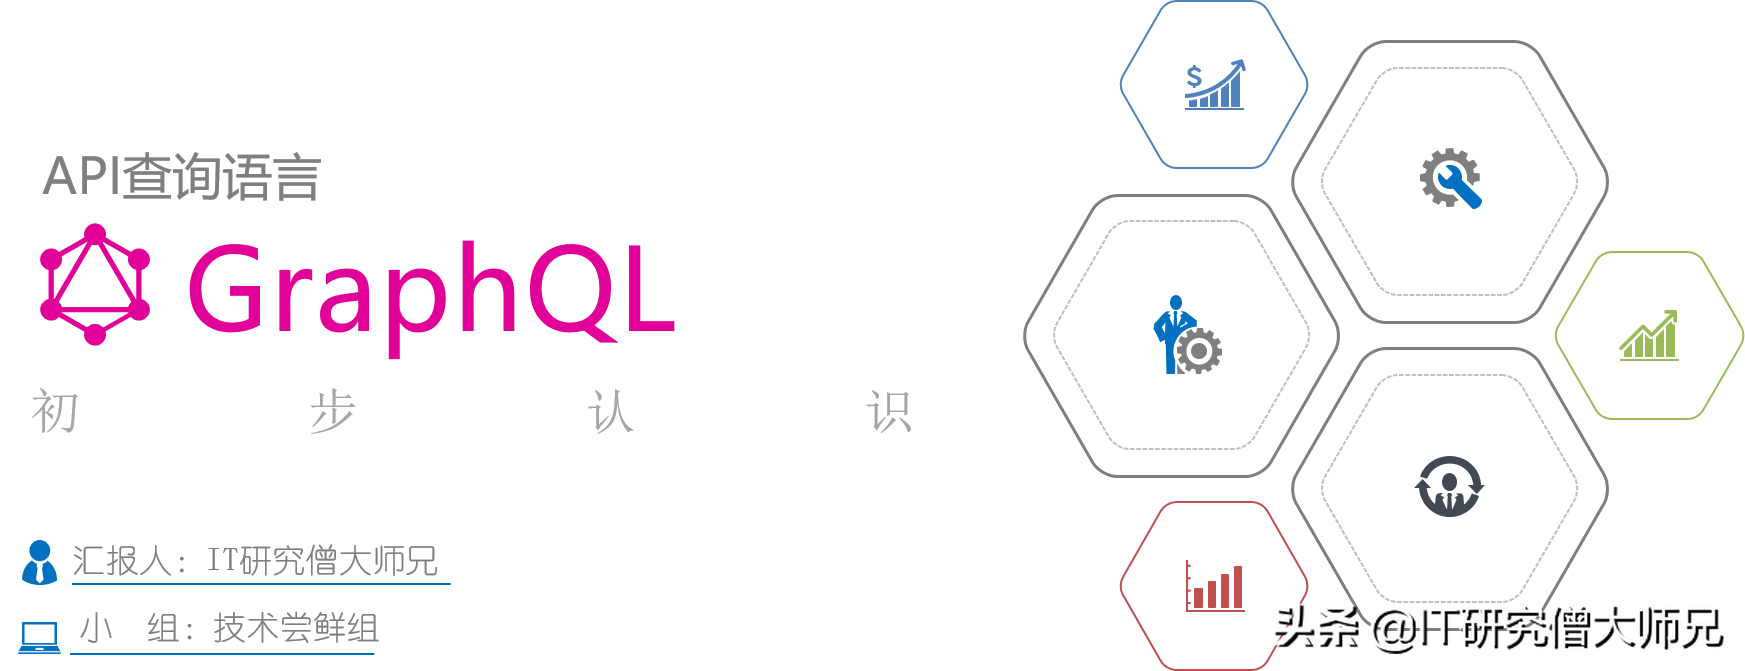 API查询语言
GraphQL
初步认识
汇报人：IT研究僧大师兄
小 组：技术尝鲜组
$
头条 @IT研究僧大师兄